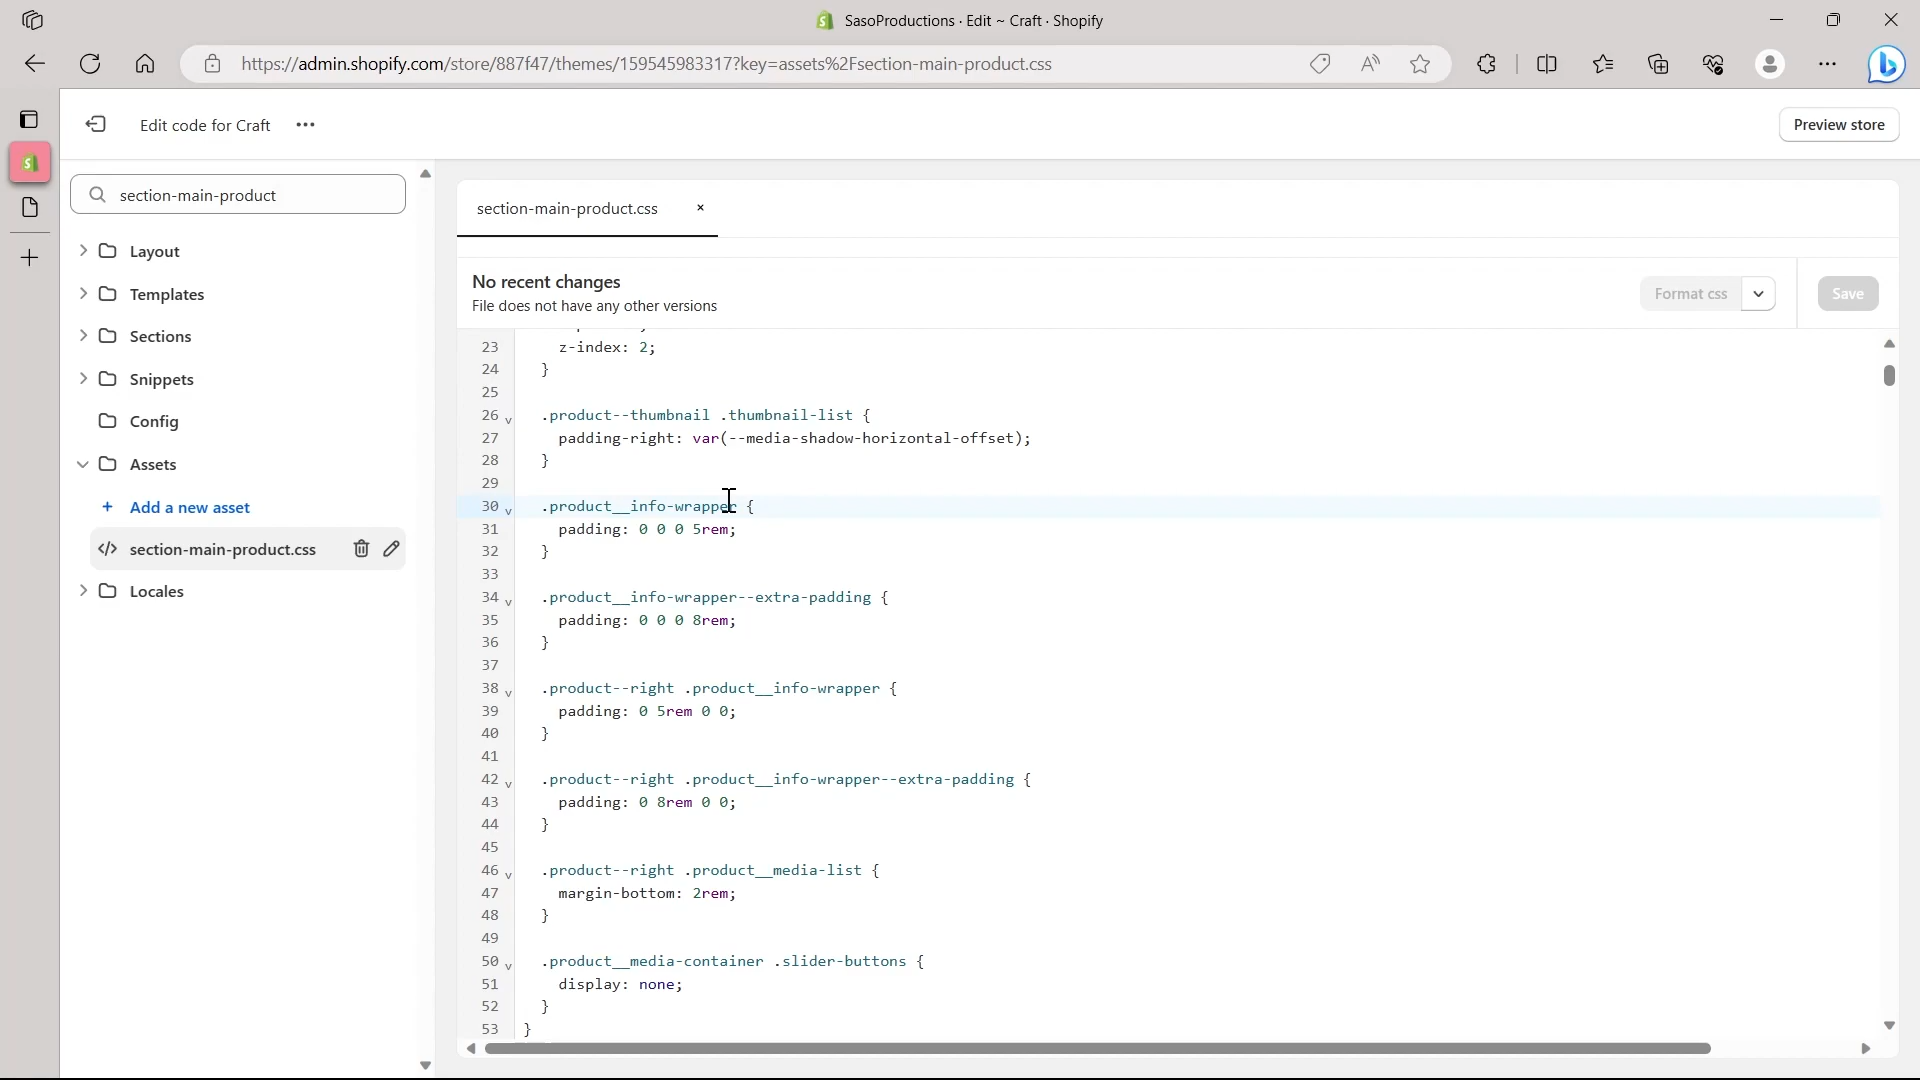 SasoProductions · Edit ~ Craft · Shopify
https://admin.shopify.com/store/887f47/themes/159545983317?key=assets%2Fsection-main-product.css
Edit code for Craft
Preview store
section-main-product
Layout
Templates
Sections
Snippets
Config
Assets
+ Add a new asset
</> section-main-product.css
Locales
section-main-product.css
No recent changes
File does not have any other versions
Format css
Save
23 z-index: 2;
24 }
25
26 .product--thumbnail .thumbnail-list {
27 padding-right: var(--media-shadow-horizontal-offset);
28 }
29
30 .product__info-wrapper {
31 padding: 0 0 0 5rem;
32 }
33
34 .product__info-wrapper--extra-padding {
35 padding: 0 0 0 8rem;
36 }
37
38 .product--right .product__info-wrapper {
39 padding: 0 5rem 0 0;
40 }
41
42 .product--right .product__info-wrapper--extra-padding {
43 padding: 0 8rem 0 0;
44 }
45
46 .product--right .product__media-list {
47 margin-bottom: 2rem;
48 }
49
50 .product__media-container .slider-buttons {
51 display: none;
52 }
53 }